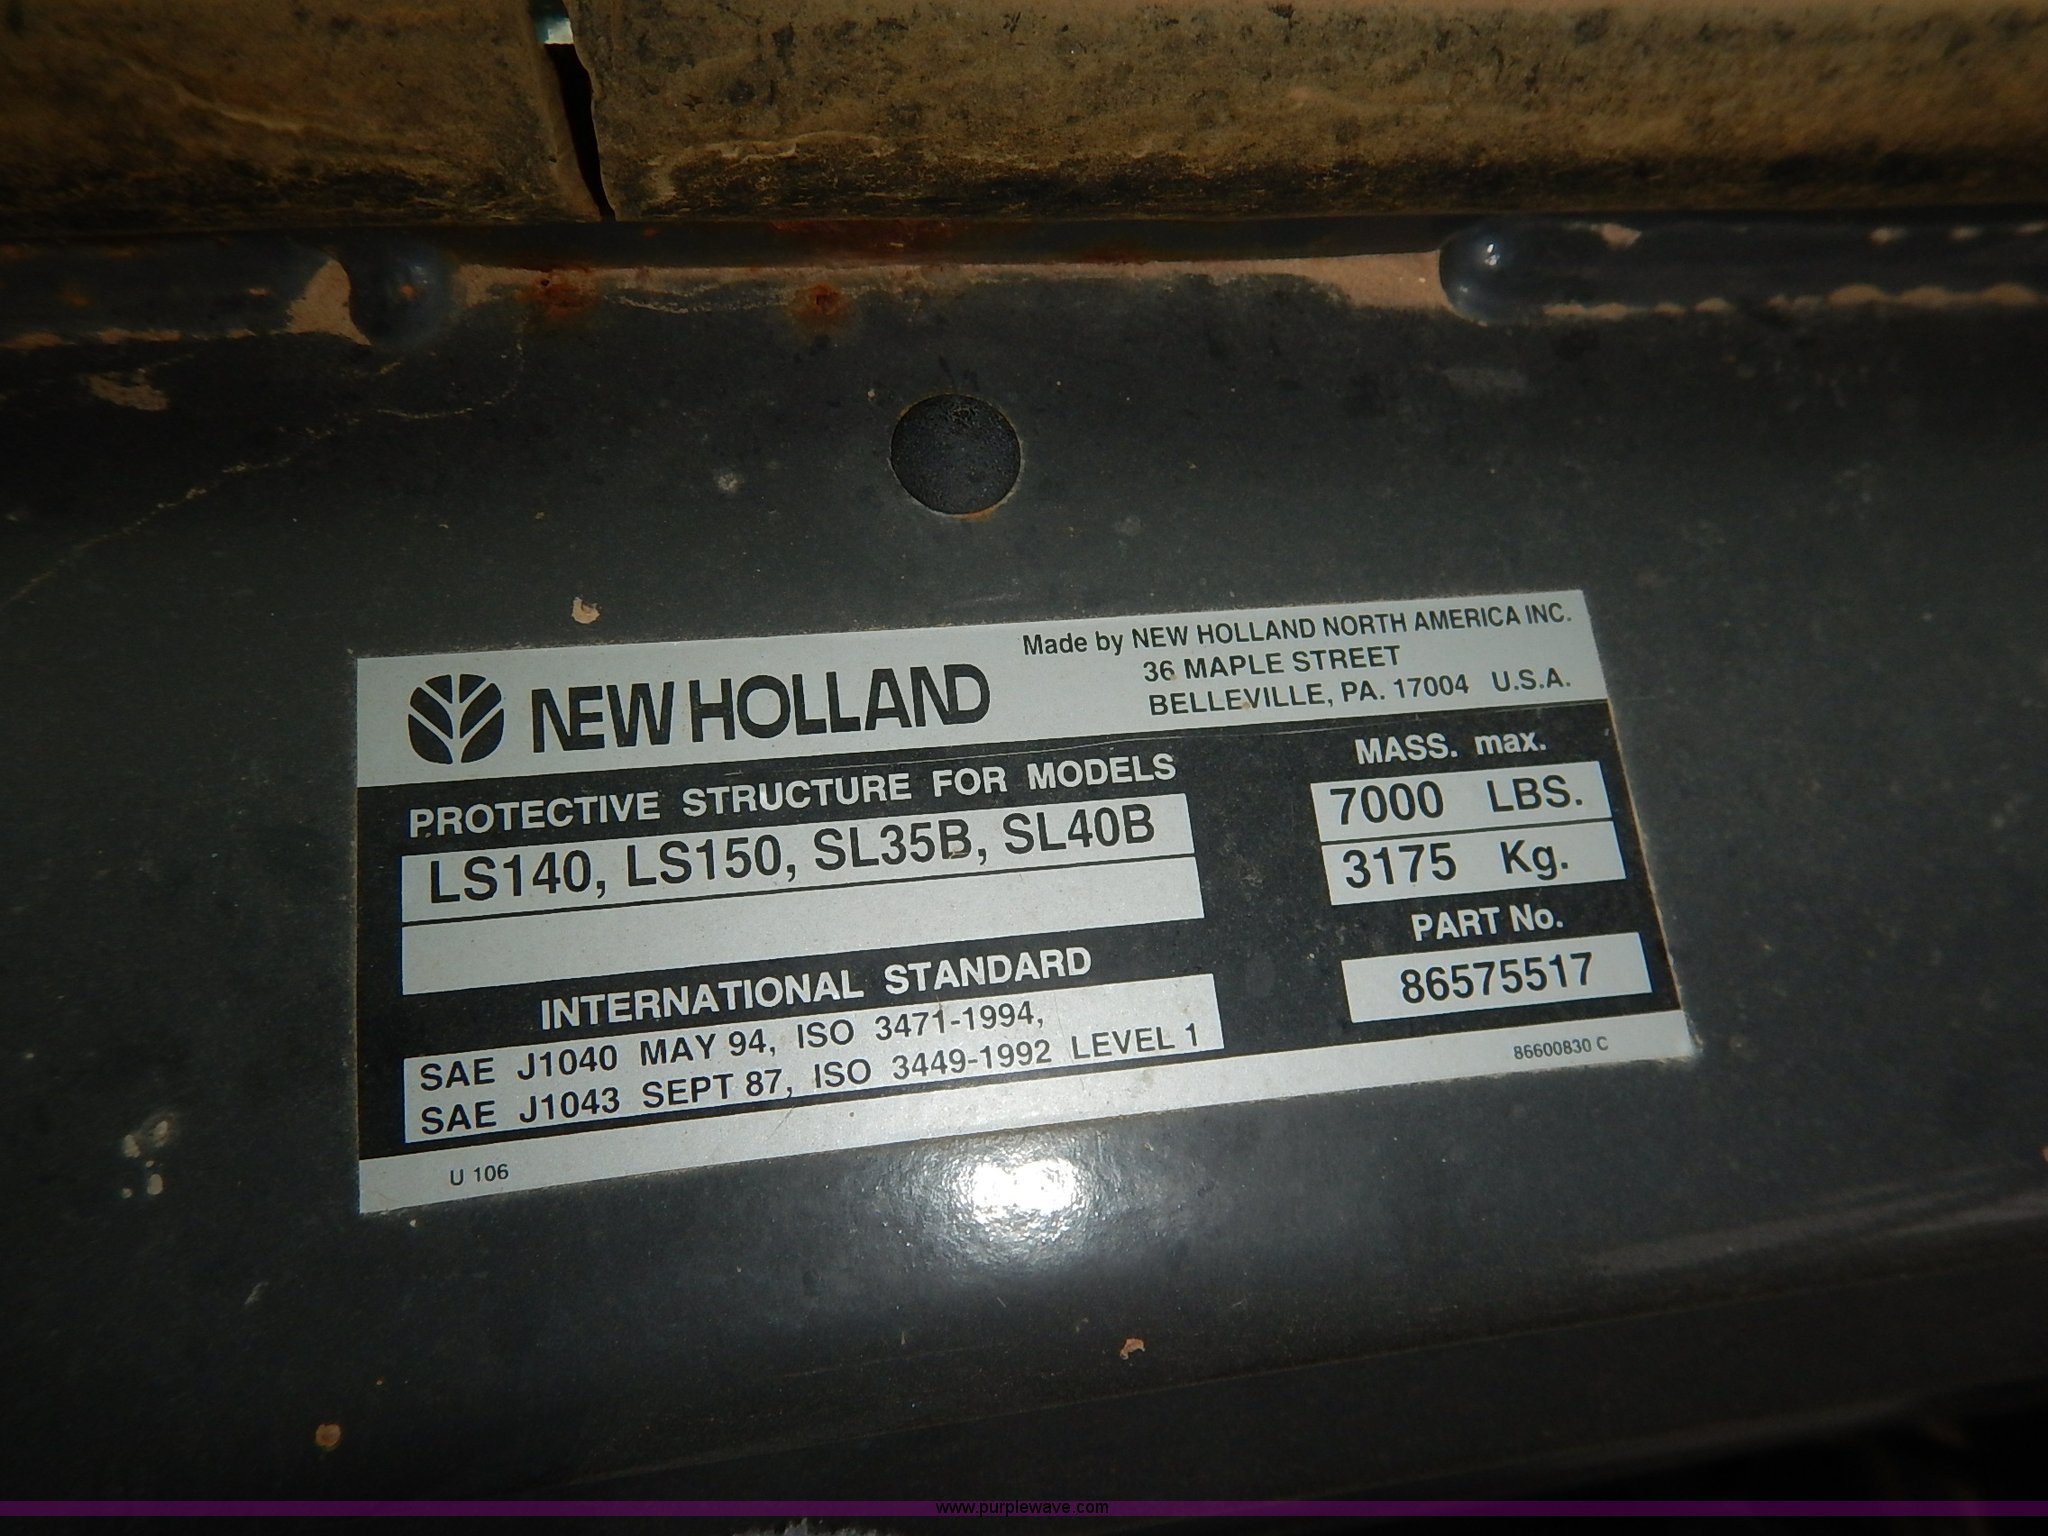 NEW HOLLAND
Made by NEW HOLLAND NORTH AMERICA INC.
36 MAPLE STREET
BELLEVILLE, PA. 17004 U.S.A.
PROTECTIVE STRUCTURE FOR MODELS
LS140, LS150, SL35B, SL40B
MASS. max.
7000 LBS.
3175 Kg.
INTERNATIONAL STANDARD
SAE J1040 MAY 94, ISO 3471-1994,
SAE J1043 SEPT 87, ISO 3449-1992 LEVEL 1
PART No.
86575517
86600830 C
U 106
www.purplewave.com